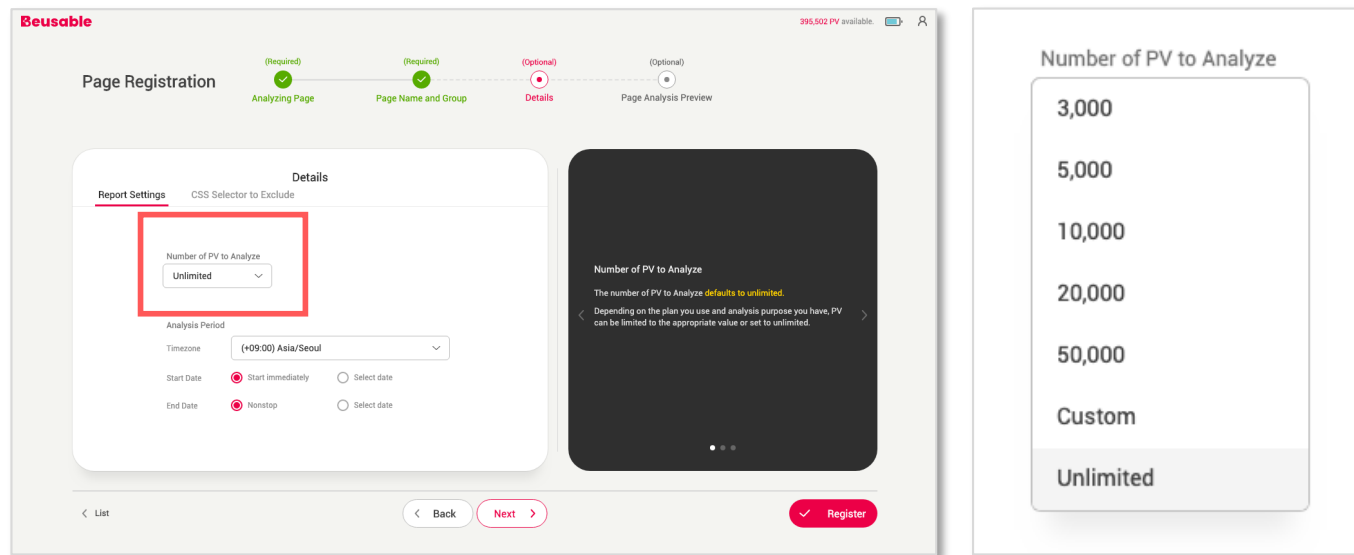 Beusable
395,502 PV available.
Page Registration
(Required)
Analyzing Page
(Required)
Page Name and Group
(Optional)
Details
(Optional)
Page Analysis Preview
Details
Report Settings
CSS Selector to Exclude
Number of PV to Analyze
Unlimited
Analysis Period
Timezone
(+09:00) Asia/Seoul
Start Date
Start immediately
Select date
End Date
Nonstop
Select date
Number of PV to Analyze
The number of PV to Analyze defaults to unlimited.
Depending on the plan you use and analysis purpose you have, PV
can be limited to the appropriate value or set to unlimited.
List
Back
Next
Register
Number of PV to Analyze
3,000
5,000
10,000
20,000
50,000
Custom
Unlimited